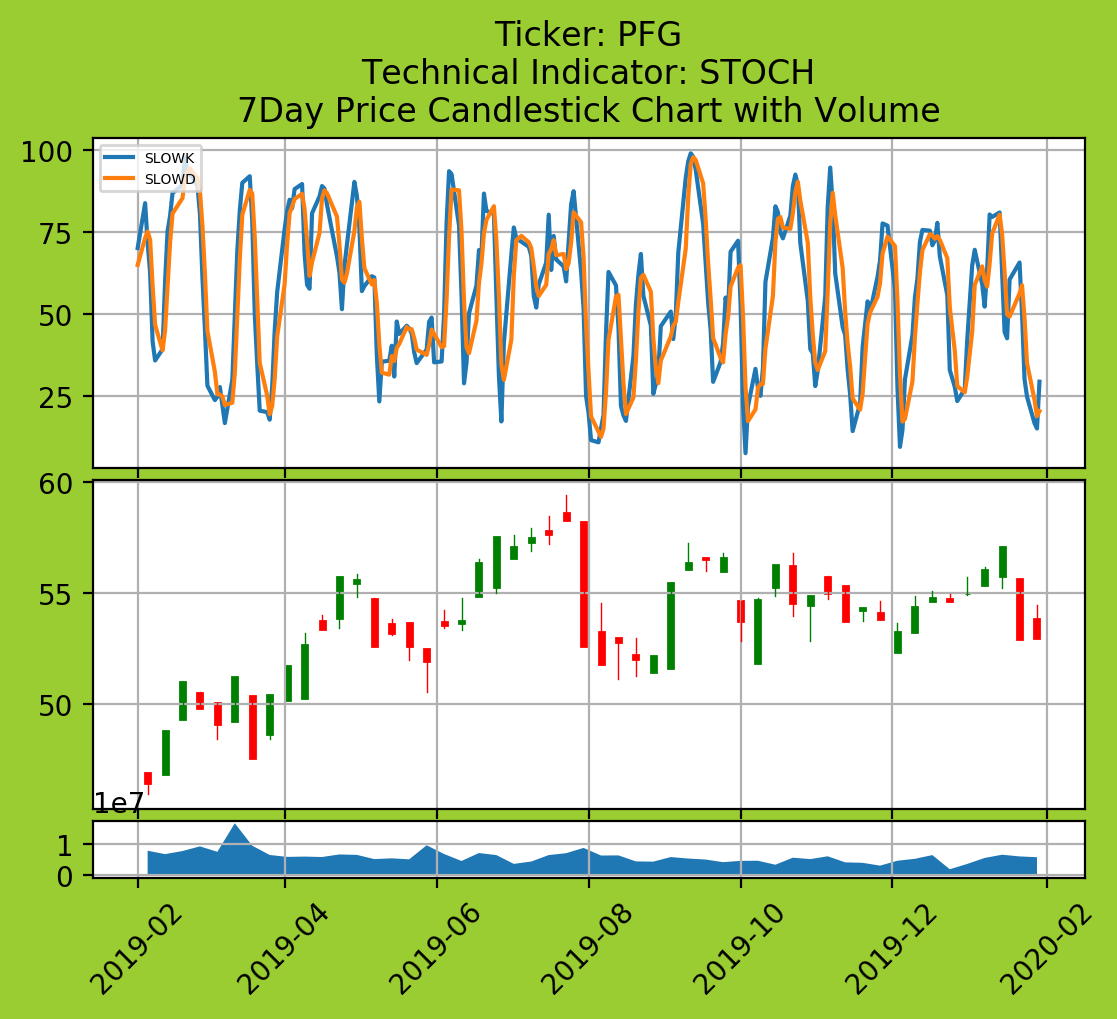 Ticker: PFG
Technical Indicator: STOCH
7Day Price Candlestick Chart with Volume
100
75
50
25
SLOWK
SLOWD
60
55
50
1e7
1
0
2019-02
2019-04
2019-06
2019-08
2019-10
2019-12
2020-02